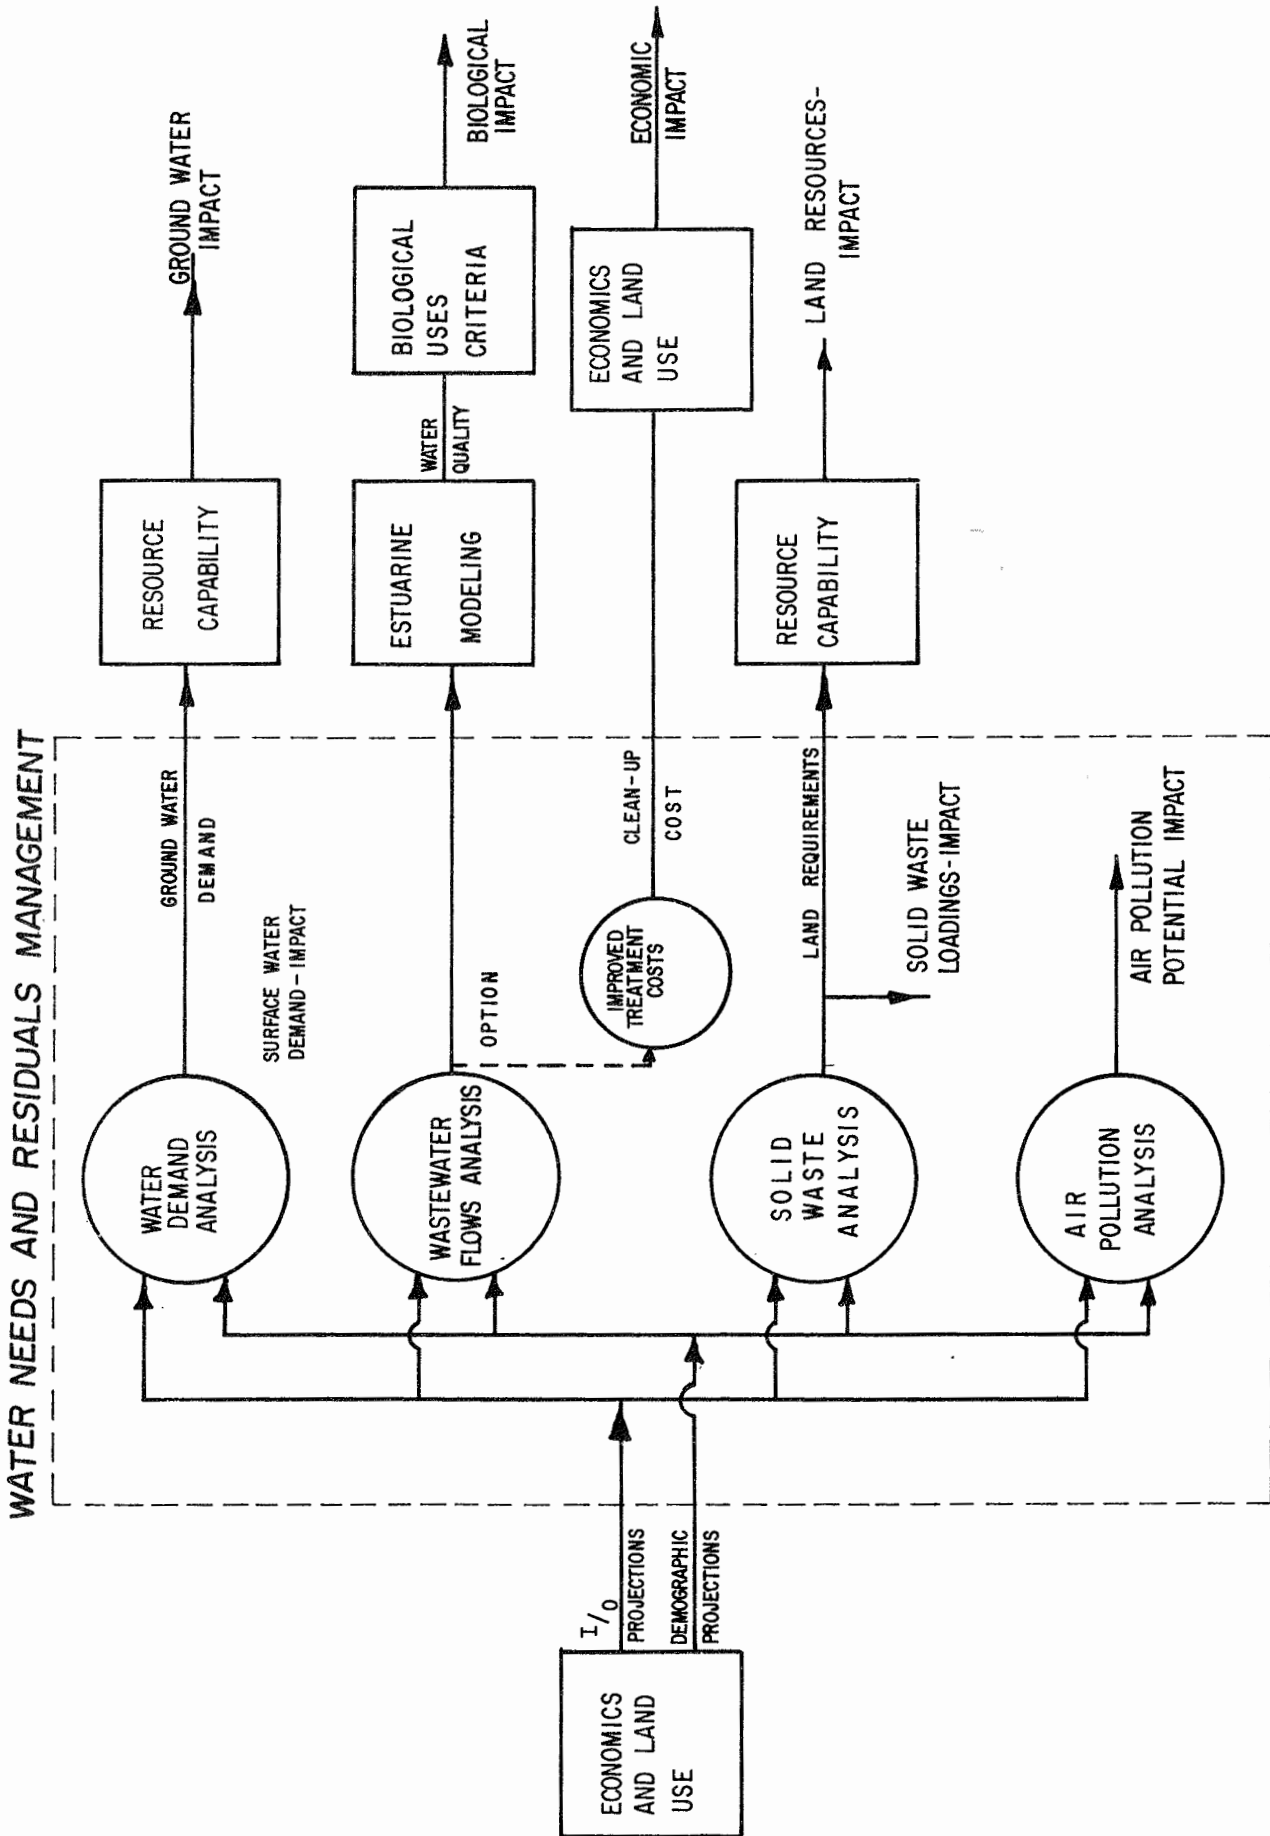 WATER NEEDS AND RESIDUALS MANAGEMENT
ECONOMICS
AND LAND
USE
I/O
PROJECTIONS
DEMOGRAPHIC
PROJECTIONS
WATER
DEMAND
ANALYSIS
GROUND WATER
DEMAND
SURFACE WATER
DEMAND-IMPACT
RESOURCE
CAPABILITY
GROUND WATER
IMPACT
WASTEWATER
FLOWS ANALYSIS
OPTION
ESTUARINE
MODELING
WATER
QUALITY
BIOLOGICAL
USES
CRITERIA
BIOLOGICAL
IMPACT
IMPROVED
TREATMENT
COSTS
CLEAN-UP
COST
ECONOMICS
AND LAND
USE
ECONOMIC
IMPACT
SOLID
WASTE
ANALYSIS
LAND REQUIREMENTS
SOLID WASTE
LOADINGS-IMPACT
RESOURCE
CAPABILITY
LAND RESOURCES-
IMPACT
AIR
POLLUTION
ANALYSIS
AIR POLLUTION
POTENTIAL IMPACT